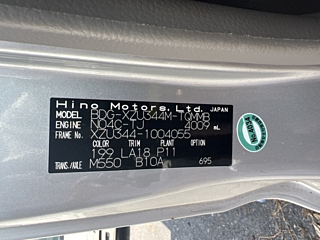 Hino Motors, Ltd. JAPAN
MODEL BDG-XZU344M-TQMMB
ENGINE N04C-TJ 4009 mL
FRAME No. XZU344-1004055
COLOR TRIM PLANT OPTION
199 LA18 P11
TRANS./AXLE M550 B10A 695